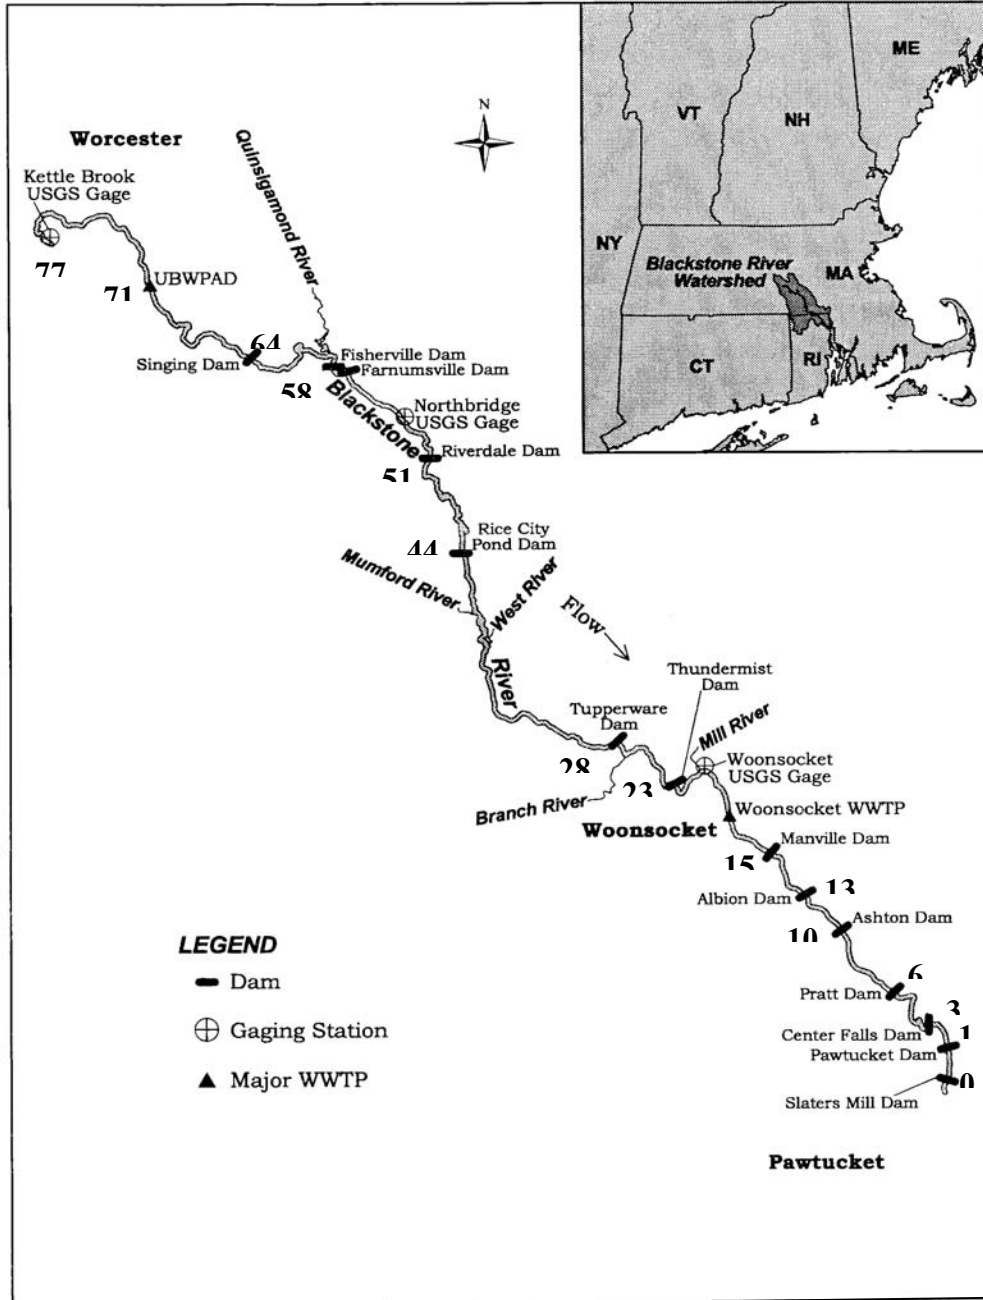 ME
VT
NH
NY
Blackstone River
Watershed
MA
CT
RI
N
Worcester
Quinsigamond River
Kettle Brook
USGS Gage
77
71
UBWPAD
64
Singing Dam
Fisherville Dam
Farnumsville Dam
58
Blackstone
Northbridge
USGS Gage
Riverdale Dam
51
Rice City
Pond Dam
44
Mumford River
West River
Flow
River
Thundermist
Dam
Tupperware
Dam
Mill River
Woonsocket
USGS Gage
28
23
Branch River
Woonsocket
Woonsocket WWTP
Manville Dam
15
Albion Dam
13
Ashton Dam
10
6
Pratt Dam
3
Center Falls Dam
1
Pawtucket Dam
0
Slaters Mill Dam
Pawtucket
LEGEND
Dam
Gaging Station
Major WWTP